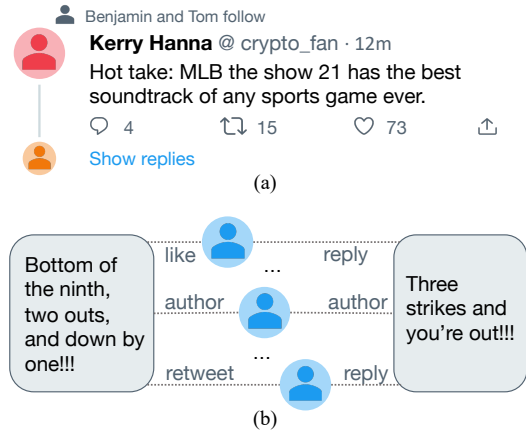 Benjamin and Tom follow
Kerry Hanna @ crypto_fan · 12m
Hot take: MLB the show 21 has the best
soundtrack of any sports game ever.
4 15 73
Show replies
(a)
Bottom of
the ninth,
two outs,
and down by
one!!!
like
reply
...
author
author
...
retweet
reply
Three
strikes and
you're out!!!
(b)